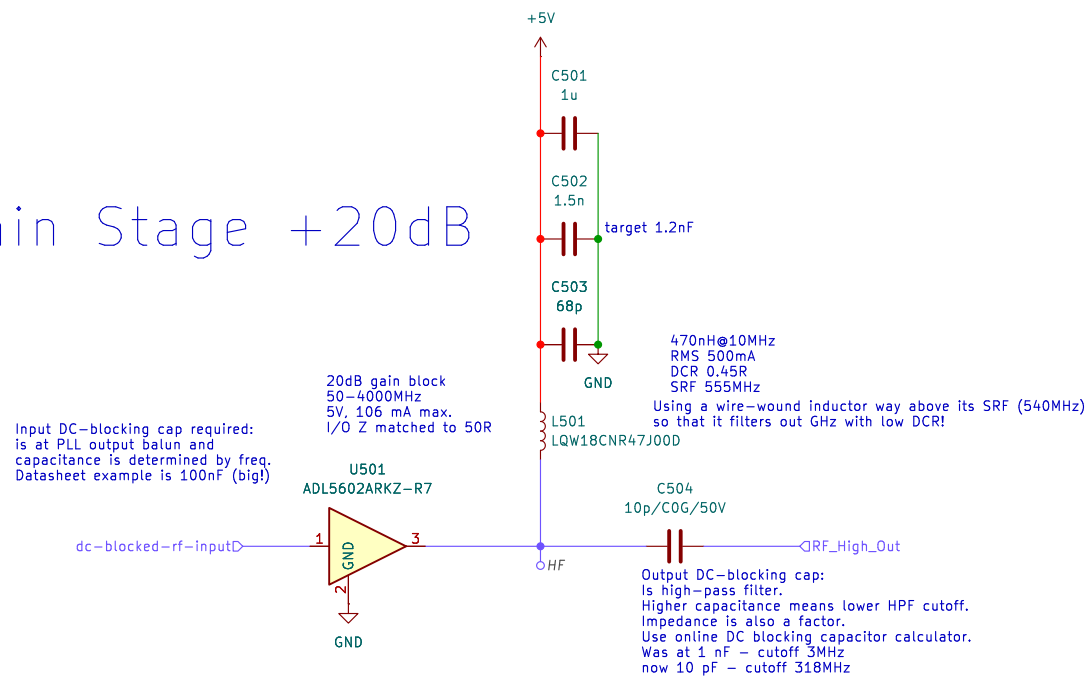 +5V
C501
1u
C502
1.5n
target 1.2nF
in Stage +20dB
C503
68p
GND
470nH@10MHz
RMS 500mA
DCR 0.45R
SRF 555MHz
Using a wire-wound inductor way above its SRF (540MHz)
so that it filters out GHz with low DCR!
20dB gain block
50-4000MHz
5V, 106 mA max.
I/O Z matched to 50R
L501
LQW18CNR47J00D
Input DC-blocking cap required:
is at PLL output balun and
capacitance is determined by freq.
Datasheet example is 100nF (big!)
U501
ADL5602ARKZ-R7
C504
10p/C0G/50V
dc-blocked-rf-input
1
GND
3
2
GND
HF
RF_High_Out
Output DC-blocking cap:
Is high-pass filter.
Higher capacitance means lower HPF cutoff.
Impedance is also a factor.
Use online DC blocking capacitor calculator.
Was at 1 nF - cutoff 3MHz
now 10 pF - cutoff 318MHz